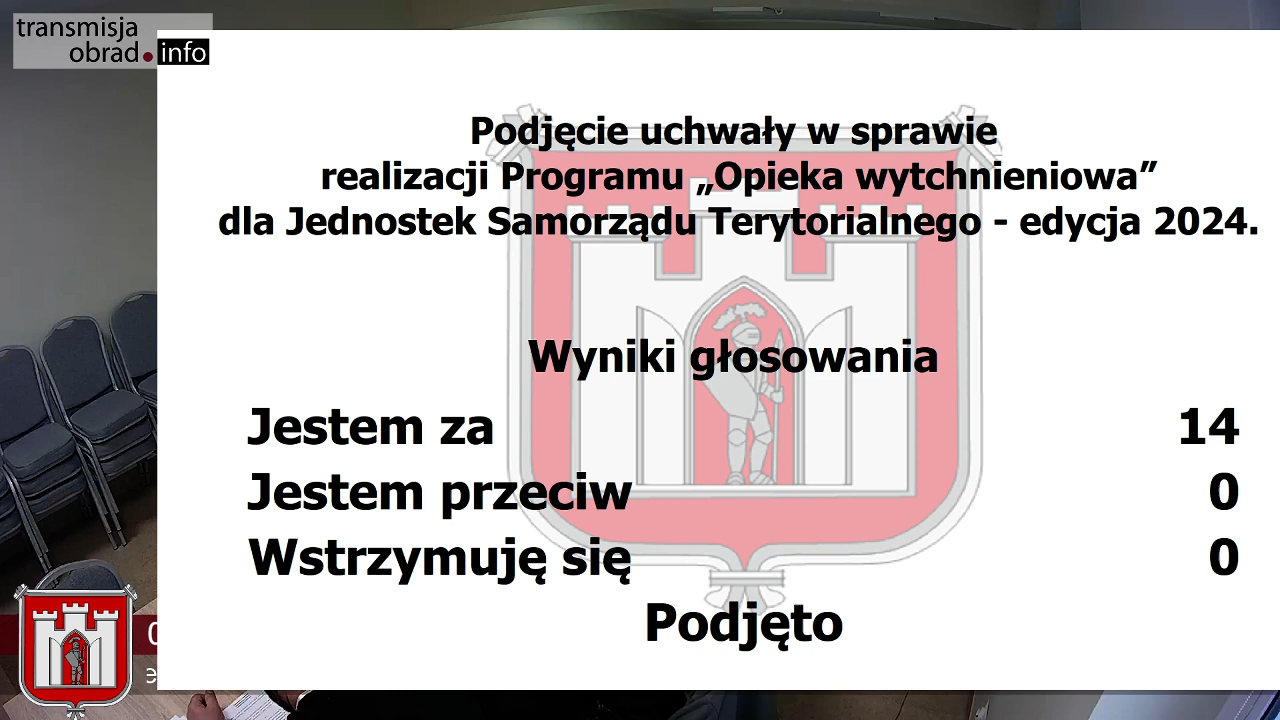 transmisja
obrad.info
Podjęcie uchwały w sprawie
realizacji Programu „Opieka wytchnieniowa”
dla Jednostek Samorządu Terytorialnego - edycja 2024.
Wyniki głosowania
Jestem za 14
Jestem przeciw 0
Wstrzymuję się 0
Podjęto